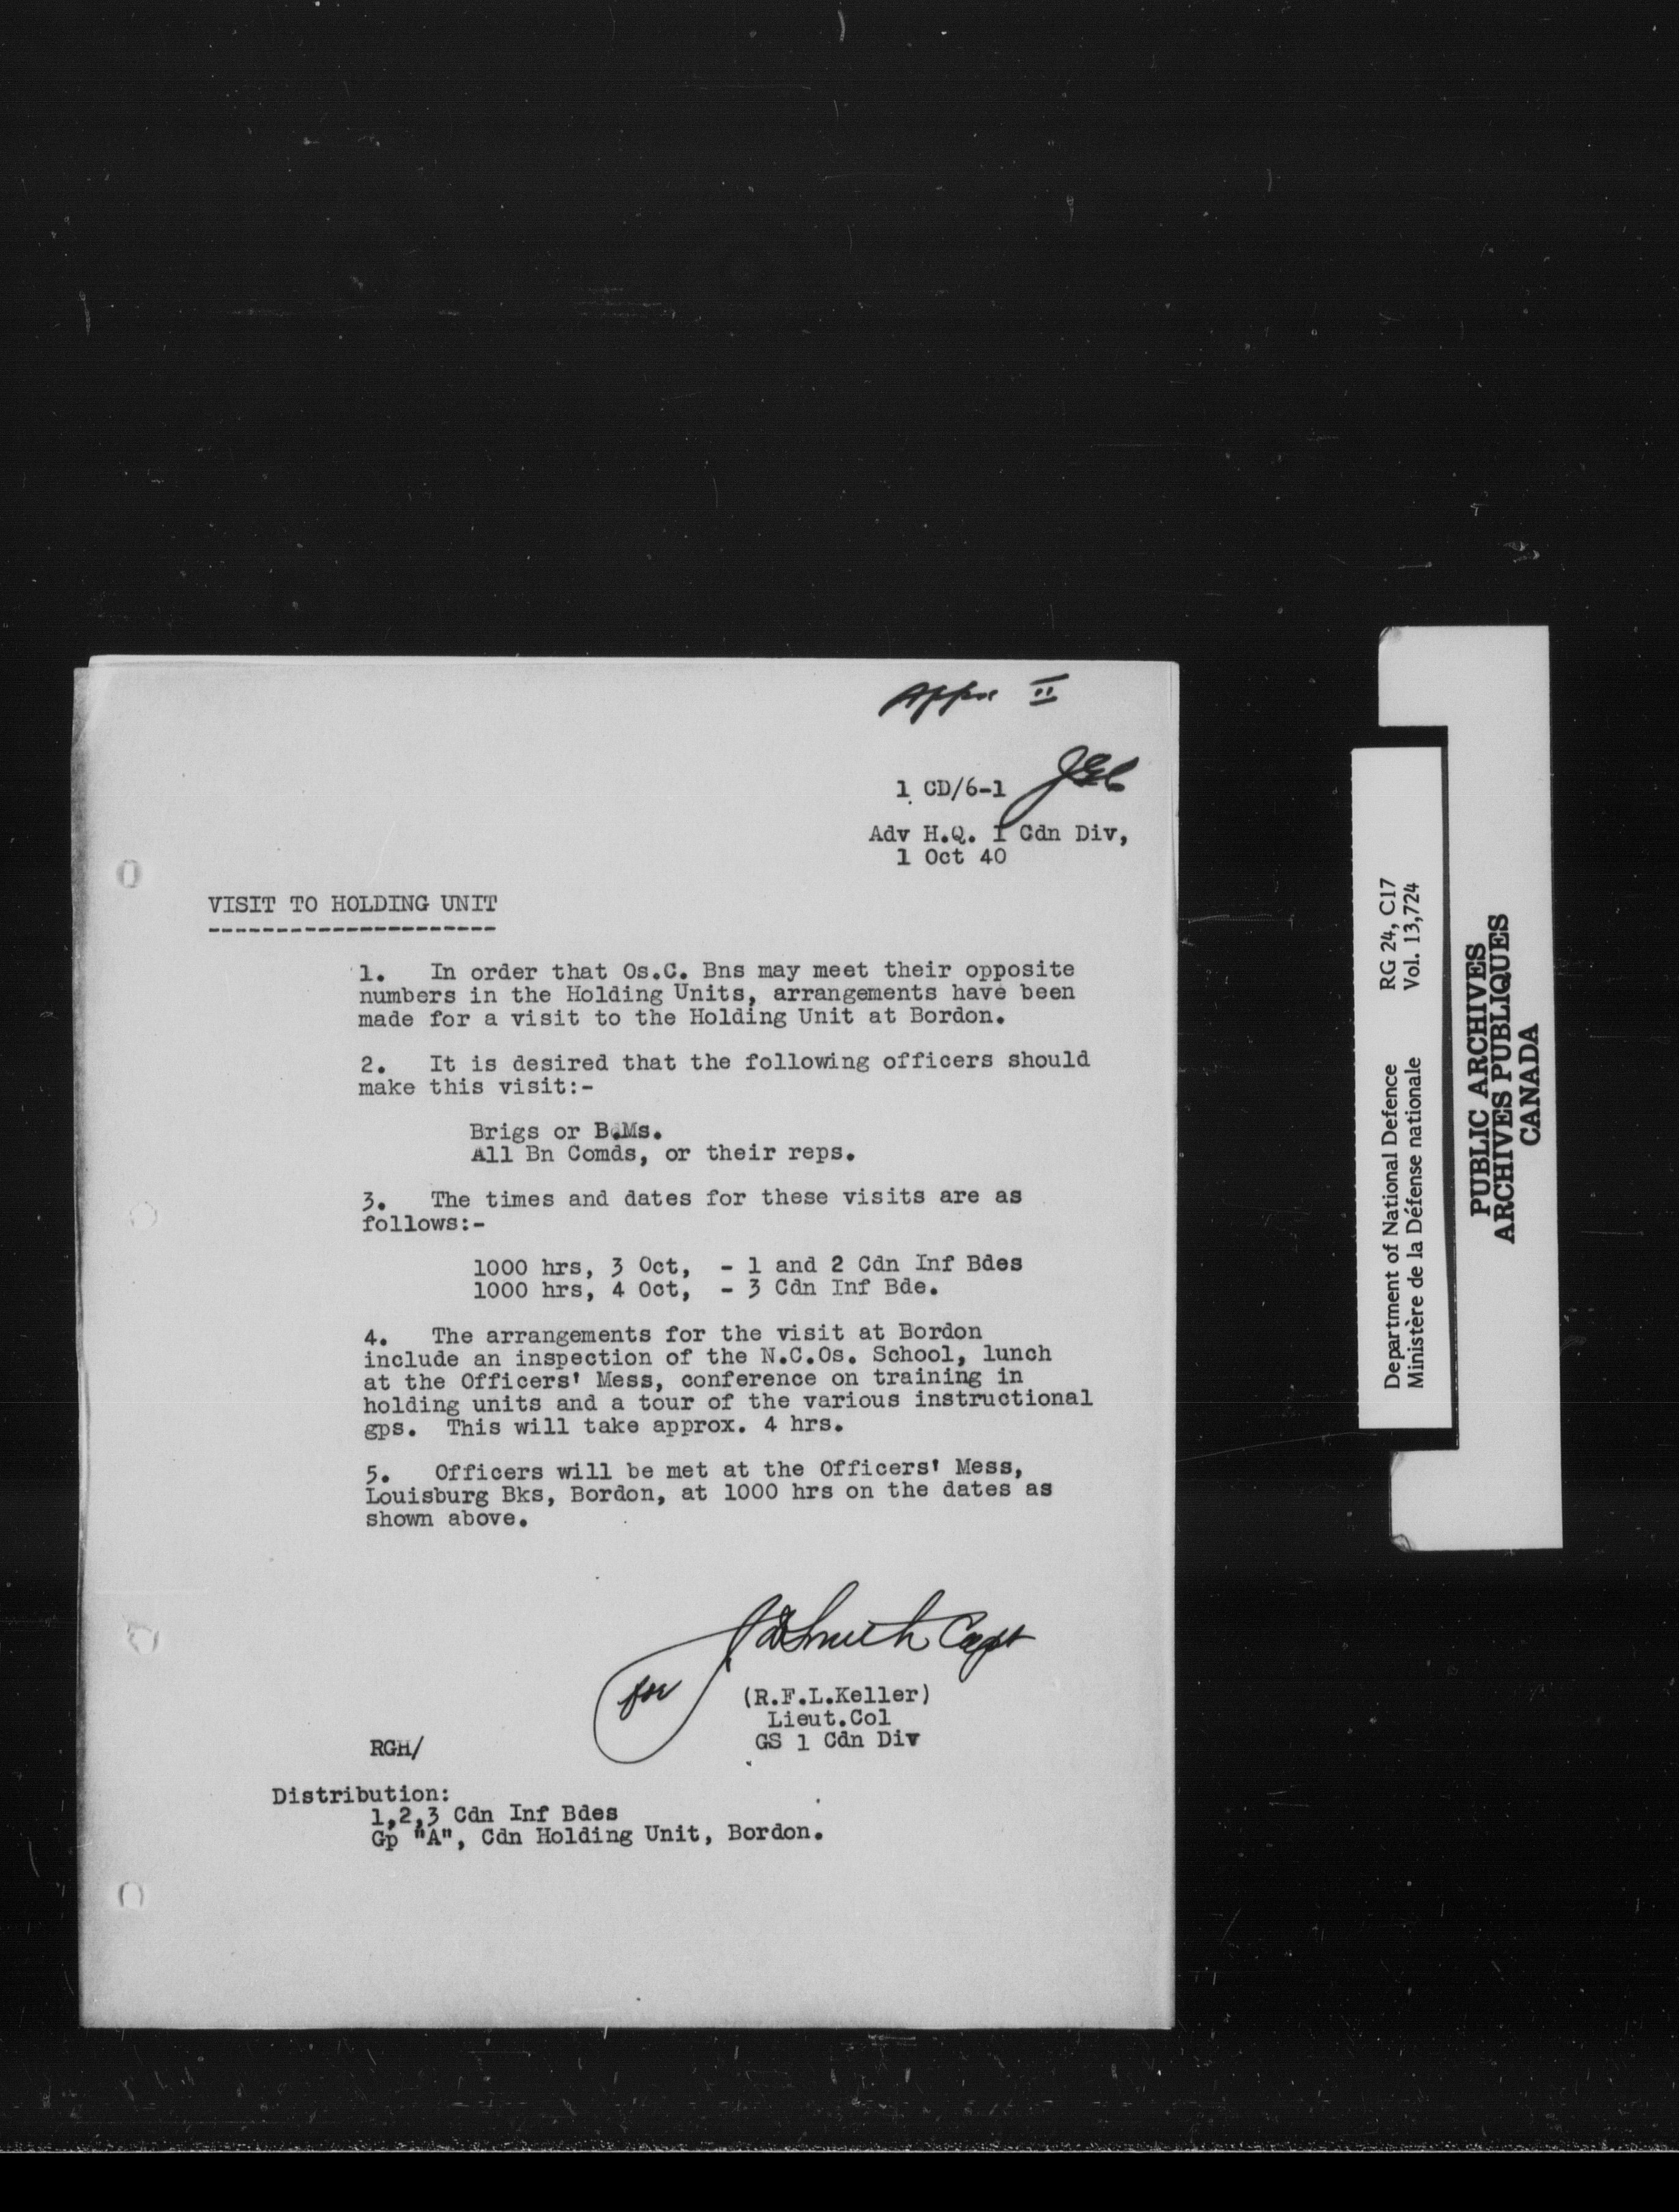 Appx II
1 CD/6-1
Adv H.Q. 1 Cdn Div,
1 Oct 40
VISIT TO HOLDING UNIT
1. In order that Os.C. Bns may meet their opposite
numbers in the Holding Units, arrangements have been
made for a visit to the Holding Unit at Bordon.
2. It is desired that the following officers should
make this visit:-
Brigs or B.Ms.
All Bn Comds, or their reps.
3. The times and dates for these visits are as
follows:-
1000 hrs, 3 Oct, - 1 and 2 Cdn Inf Bdes
1000 hrs, 4 Oct, - 3 Cdn Inf Bde.
4. The arrangements for the visit at Bordon
include an inspection of the N.C.Os. School, lunch
at the Officers' Mess, conference on training in
holding units and a tour of the various instructional
gps. This will take approx. 4 hrs.
5. Officers will be met at the Officers' Mess,
Louisburg Bks, Bordon, at 1000 hrs on the dates as
shown above.
Smith Capt
for
(R.F.L.Keller)
Lieut.Col
GS 1 Cdn Div
RGH/
Distribution:
1,2,3 Cdn Inf Bdes
Gp "A", Cdn Holding Unit, Bordon.
Department of National Defence RG 24, C17
Ministère de la Défense nationale Vol. 13,724
PUBLIC ARCHIVES
ARCHIVES PUBLIQUES
CANADA